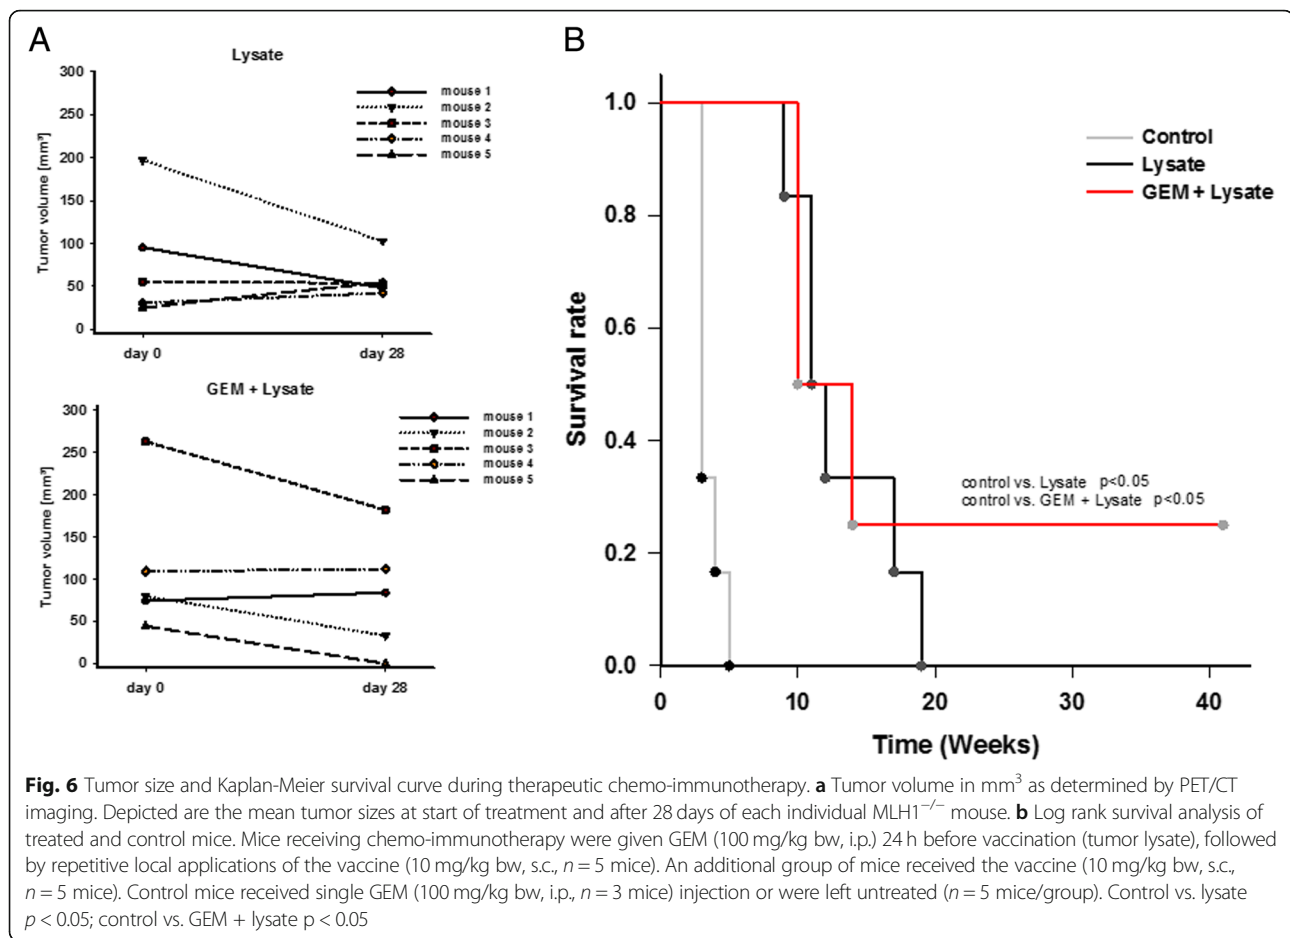 A
Lysate
300
250
200
150
100
50
0
Tumor volume [mm³]
day 0
day 28
mouse 1
mouse 2
mouse 3
mouse 4
mouse 5
GEM + Lysate
300
250
200
150
100
50
0
Tumor volume [mm³]
day 0
day 28
mouse 1
mouse 2
mouse 3
mouse 4
mouse 5
B
1.0
0.8
0.6
0.4
0.2
0.0
Survival rate
Control
Lysate
GEM + Lysate
control vs. Lysate p<0.05
control vs. GEM + Lysate p<0.05
0
10
20
30
40
Time (Weeks)
Fig. 6 Tumor size and Kaplan-Meier survival curve during therapeutic chemo-immunotherapy. a Tumor volume in mm³ as determined by PET/CT
imaging. Depicted are the mean tumor sizes at start of treatment and after 28 days of each individual MLH1⁻/⁻ mouse. b Log rank survival analysis of
treated and control mice. Mice receiving chemo-immunotherapy were given GEM (100 mg/kg bw, i.p.) 24 h before vaccination (tumor lysate), followed
by repetitive local applications of the vaccine (10 mg/kg bw, s.c., n = 5 mice). An additional group of mice received the vaccine (10 mg/kg bw, s.c.,
n = 5 mice). Control mice received single GEM (100 mg/kg bw, i.p., n = 3 mice) injection or were left untreated (n = 5 mice/group). Control vs. lysate
p < 0.05; control vs. GEM + lysate p < 0.05